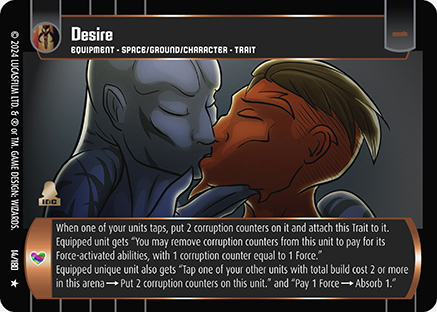 Desire
EQUIPMENT - SPACE/GROUND/CHARACTER - TRAIT
© 2024 LUCASFILM LTD. & ® or TM. GAME DESIGN: WIZARDS.
IDC
14/180
When one of your units taps, put 2 corruption counters on it and attach this Trait to it.
Equipped unit gets “You may remove corruption counters from this unit to pay for its
Force-activated abilities, with 1 corruption counter equal to 1 Force.”
Equipped unique unit also gets “Tap one of your other units with total build cost 2 or more
in this arena → Put 2 corruption counters on this unit.” and “Pay 1 Force → Absorb 1.”